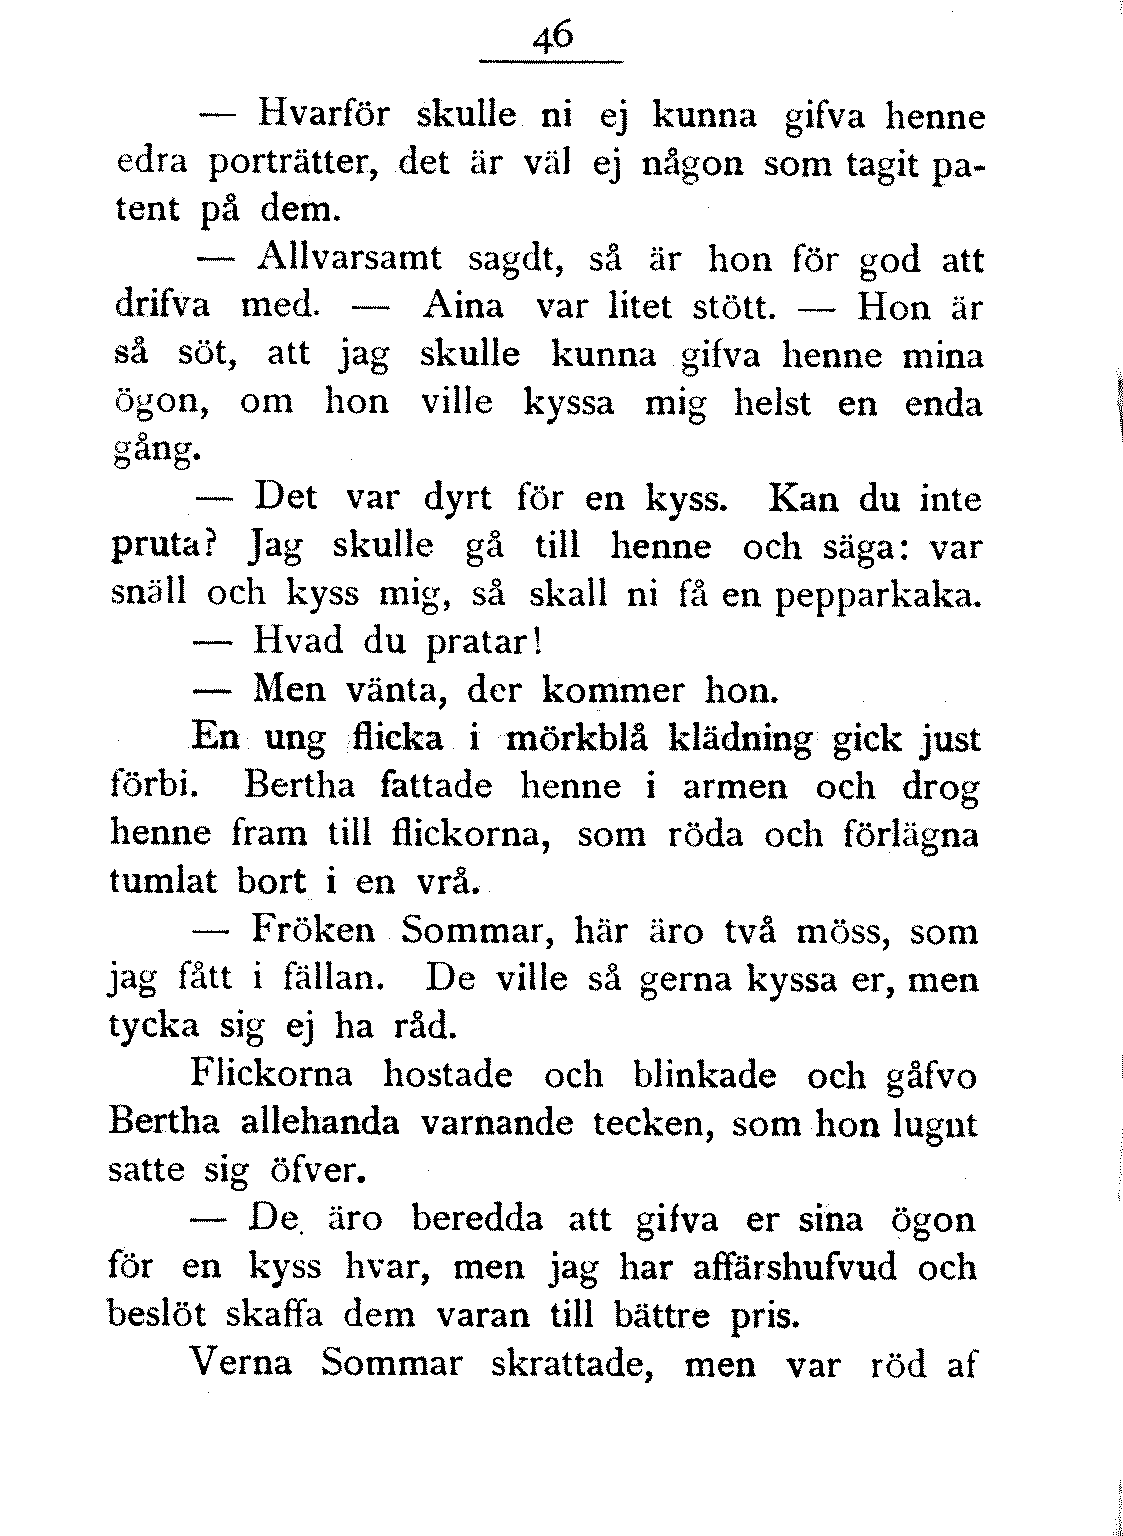 46
— Hvarför skulle ni ej kunna gifva henne
edra porträtter, det är väl ej någon som tagit pa-
tent på dem.
— Allvarsamt sagdt, så är hon för god att
drifva med. — Aina var litet stött. — Hon är
så söt, att jag skulle kunna gifva henne mina
ögon, om hon ville kyssa mig helst en enda
gång.
— Det var dyrt för en kyss. Kan du inte
pruta? Jag skulle gå till henne och säga: var
snäll och kyss mig, så skall ni få en pepparkaka.
— Hvad du pratar!
— Men vänta, der kommer hon.
En ung flicka i mörkblå klädning gick just
förbi. Bertha fattade henne i armen och drog
henne fram till flickorna, som röda och förlägna
tumlat bort i en vrå.
— Fröken Sommar, här äro två möss, som
jag fått i fällan. De ville så gerna kyssa er, men
tycka sig ej ha råd.
Flickorna hostade och blinkade och gåfvo
Bertha allehanda varnande tecken, som hon lugnt
satte sig öfver.
— De äro beredda att gifva er sina ögon
för en kyss hvar, men jag har affärshufvud och
beslöt skaffa dem varan till bättre pris.
Verna Sommar skrattade, men var röd af